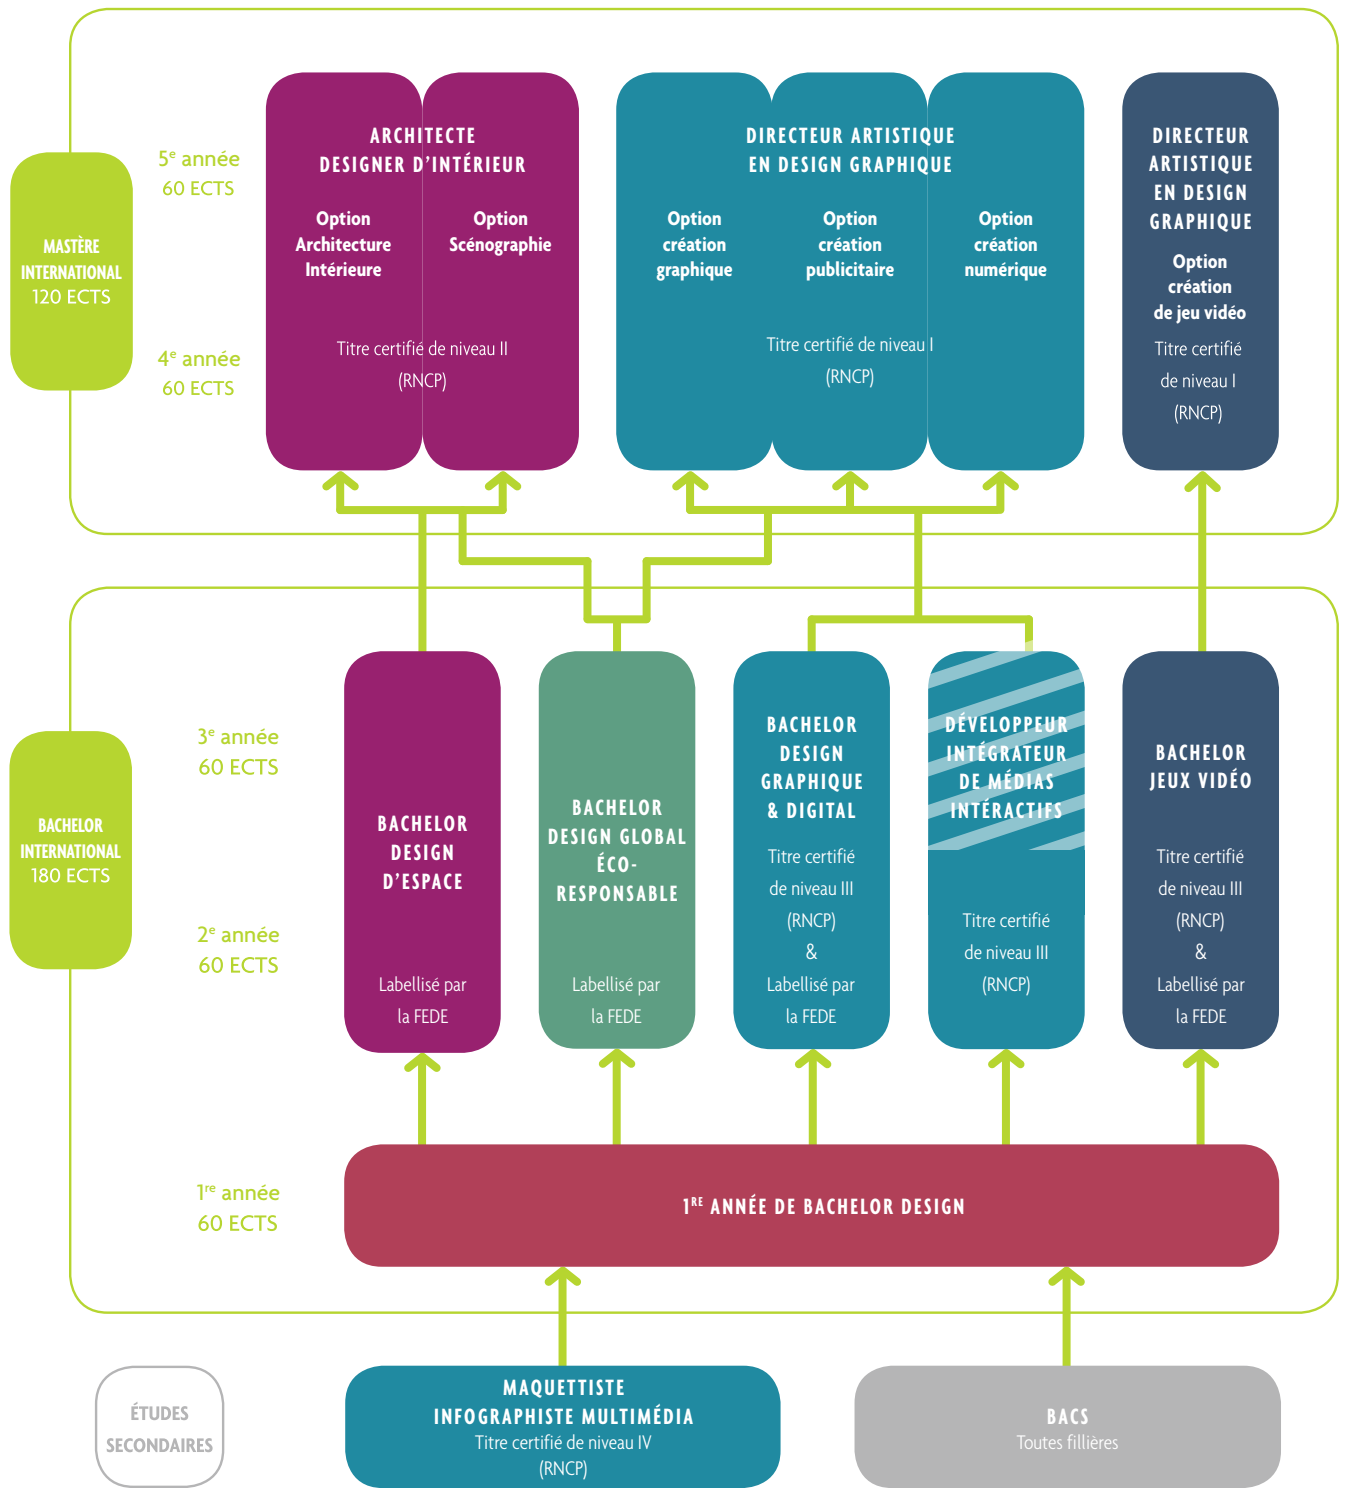 MASTÈRE
INTERNATIONAL
120 ECTS
5e année
60 ECTS
4e année
60 ECTS
ARCHITECTE
DESIGNER D'INTÉRIEUR
Option
Architecture
Intérieure
Option
Scénographie
Titre certifié de niveau II
(RNCP)
DIRECTEUR ARTISTIQUE
EN DESIGN GRAPHIQUE
Option
création
graphique
Option
création
publicitaire
Option
création
numérique
Titre certifié de niveau I
(RNCP)
DIRECTEUR
ARTISTIQUE
EN DESIGN
GRAPHIQUE
Option
création
de jeu vidéo
Titre certifié
de niveau I
(RNCP)
BACHELOR
INTERNATIONAL
180 ECTS
3e année
60 ECTS
2e année
60 ECTS
BACHELOR
DESIGN
D'ESPACE
Labellisé par
la FEDE
BACHELOR
DESIGN GLOBAL
ÉCO-
RESPONSABLE
Labellisé par
la FEDE
BACHELOR
DESIGN
GRAPHIQUE
& DIGITAL
Titre certifié
de niveau III
(RNCP)
&
Labellisé par
la FEDE
DÉVELOPPEUR
INTÉGRATEUR
DE MÉDIAS
INTÉRACTIFS
Titre certifié
de niveau III
(RNCP)
BACHELOR
JEUX VIDÉO
Titre certifié
de niveau III
(RNCP)
&
Labellisé par
la FEDE
1re année
60 ECTS
1RE ANNÉE DE BACHELOR DESIGN
ÉTUDES
SECONDAIRES
MAQUETTISTE
INFOGRAPHISTE MULTIMÉDIA
Titre certifié de niveau IV
(RNCP)
BACS
Toutes fillières